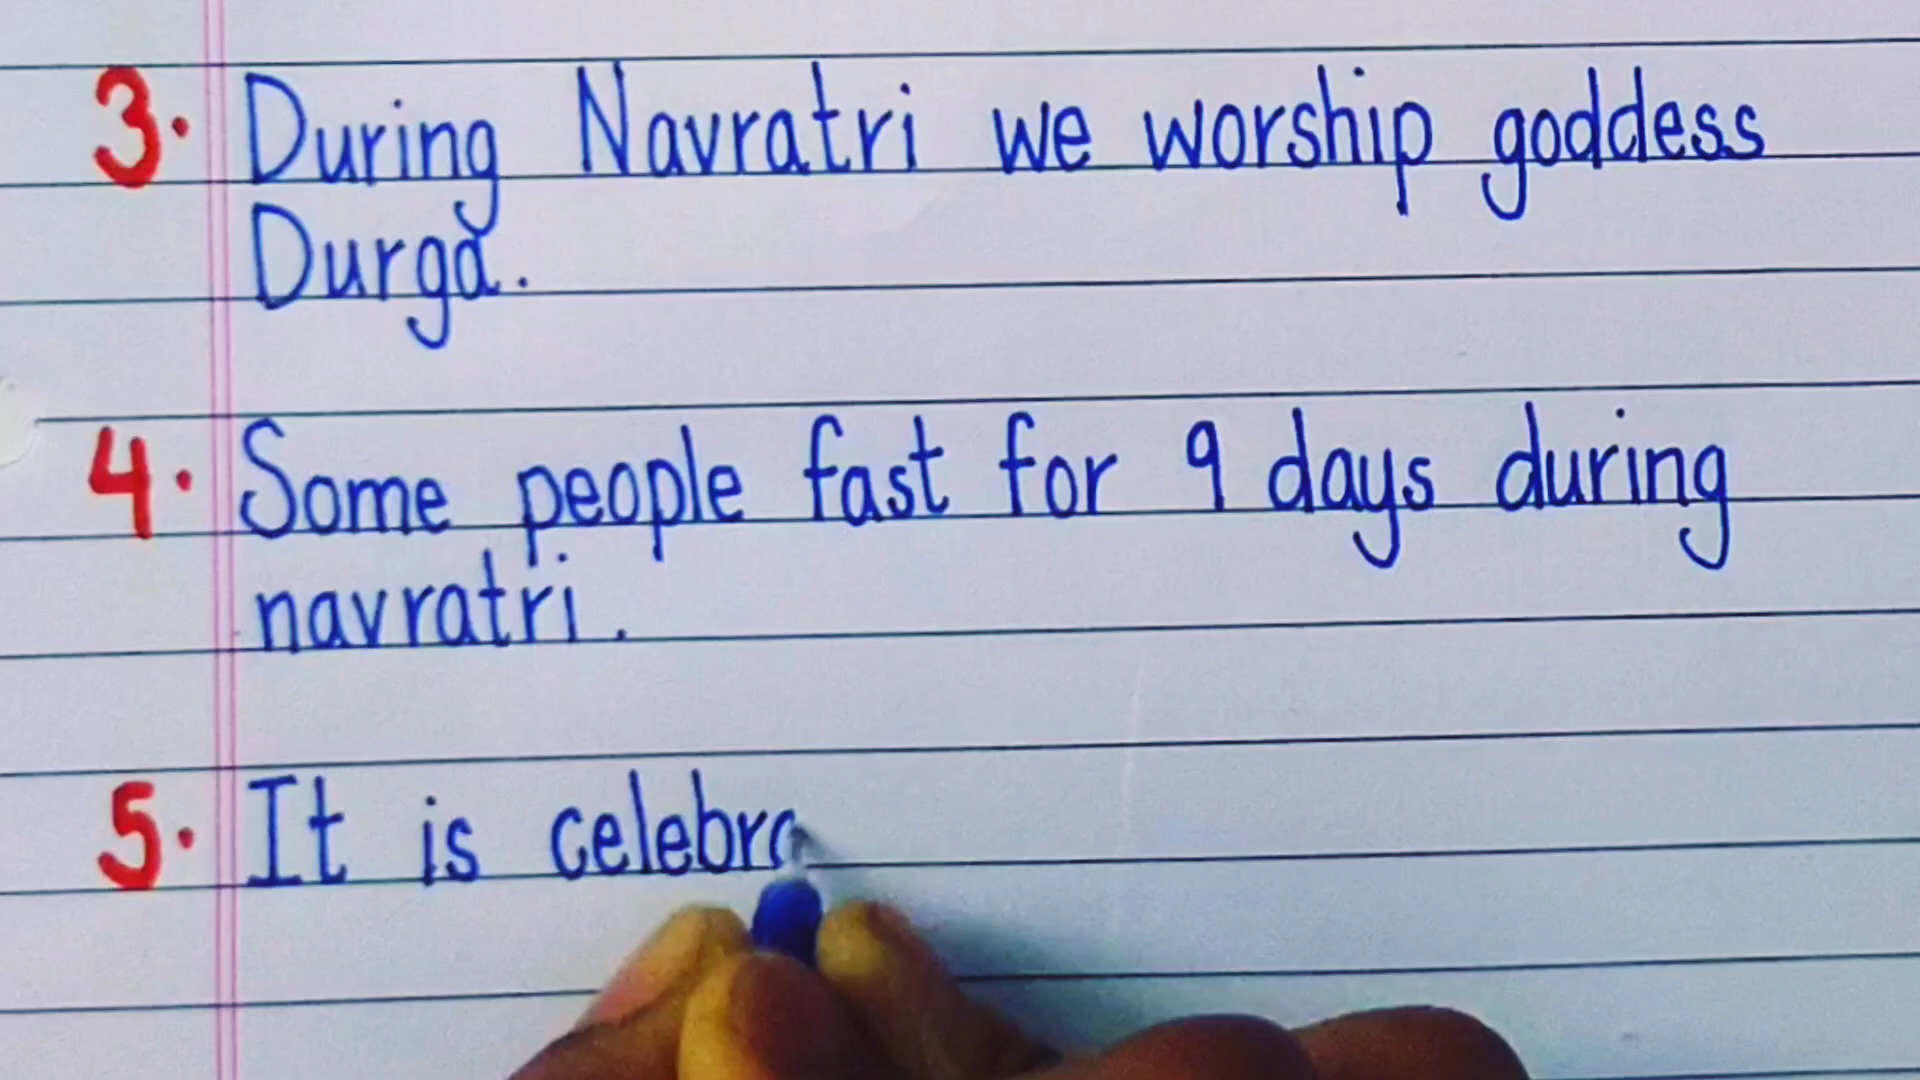 3. During Navratri we worship goddess
Durga.
4. Some people fast for 9 days during
navratri.
5. It is celebra